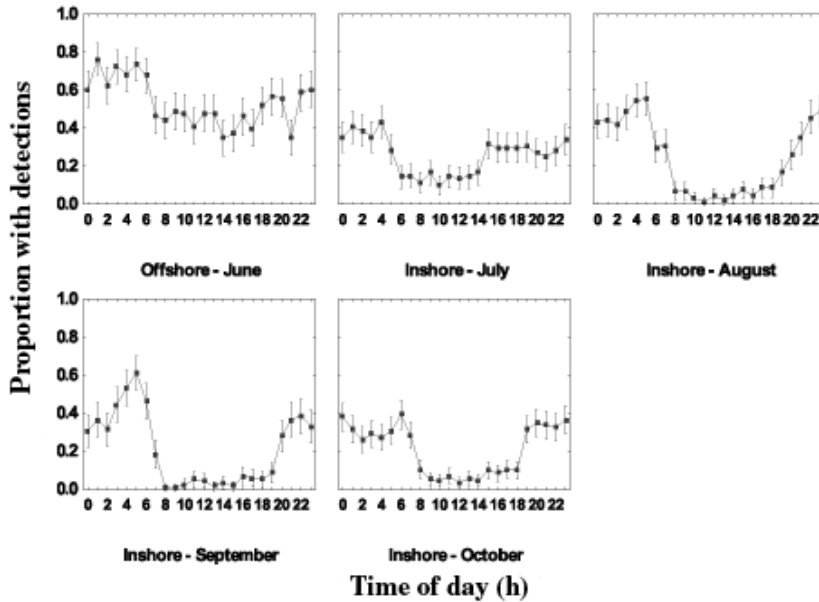 Proportion with detections
1.0
0.8
0.6
0.4
0.2
0.0
0 2 4 6 8 10 12 14 16 18 20 22
0 2 4 6 8 10 12 14 16 18 20 22
0 2 4 6 8 10 12 14 16 18 20 22
Offshore - June
Inshore - July
Inshore - August
1.0
0.8
0.6
0.4
0.2
0.0
0 2 4 6 8 10 12 14 16 18 20 22
0 2 4 6 8 10 12 14 16 18 20 22
Inshore - September
Inshore - October
Time of day (h)